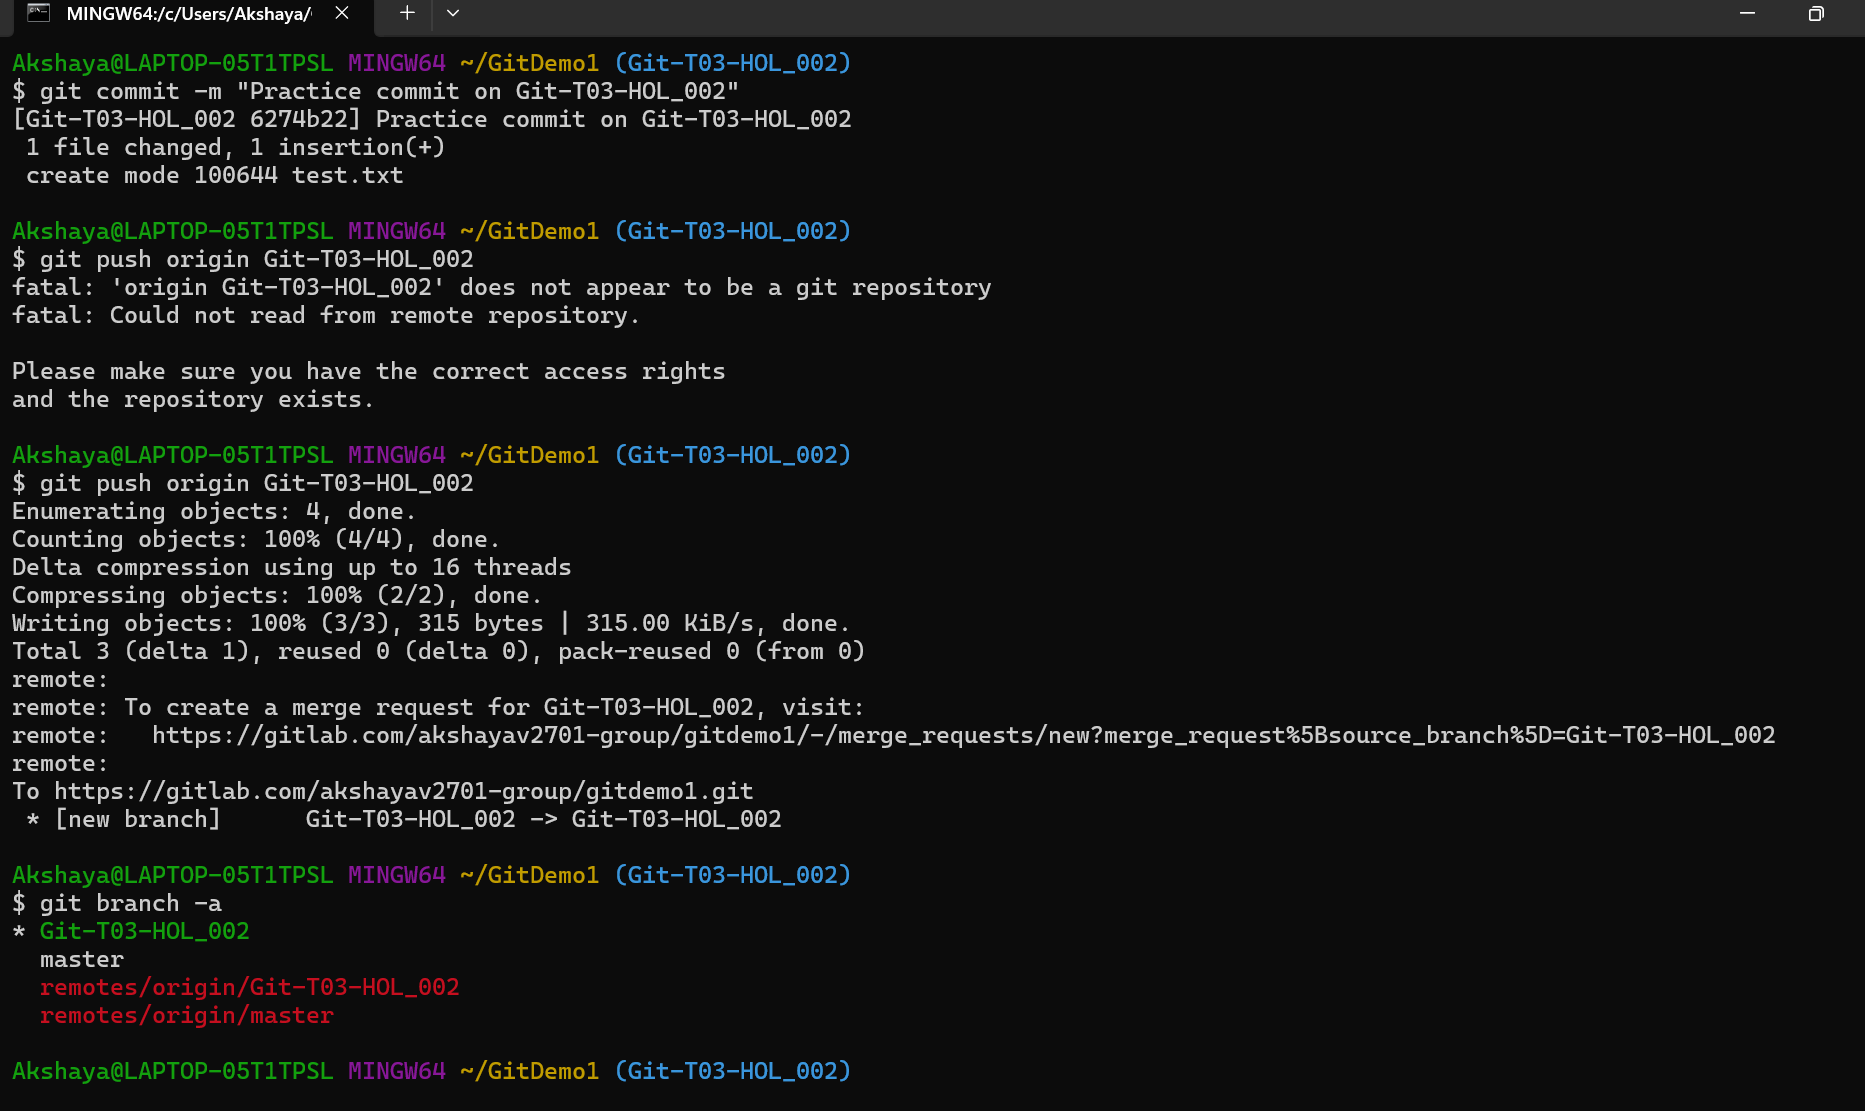 MINGW64:/c/Users/Akshaya/
Akshaya@LAPTOP-05T1TPSL MINGW64 ~/GitDemo1 (Git-T03-HOL_002)
$ git commit -m "Practice commit on Git-T03-HOL_002"
[Git-T03-HOL_002 6274b22] Practice commit on Git-T03-HOL_002
 1 file changed, 1 insertion(+)
 create mode 100644 test.txt

Akshaya@LAPTOP-05T1TPSL MINGW64 ~/GitDemo1 (Git-T03-HOL_002)
$ git push origin Git-T03-HOL_002
fatal: 'origin Git-T03-HOL_002' does not appear to be a git repository
fatal: Could not read from remote repository.

Please make sure you have the correct access rights
and the repository exists.

Akshaya@LAPTOP-05T1TPSL MINGW64 ~/GitDemo1 (Git-T03-HOL_002)
$ git push origin Git-T03-HOL_002
Enumerating objects: 4, done.
Counting objects: 100% (4/4), done.
Delta compression using up to 16 threads
Compressing objects: 100% (2/2), done.
Writing objects: 100% (3/3), 315 bytes | 315.00 KiB/s, done.
Total 3 (delta 1), reused 0 (delta 0), pack-reused 0 (from 0)
remote:
remote: To create a merge request for Git-T03-HOL_002, visit:
remote:   https://gitlab.com/akshayav2701-group/gitdemo1/-/merge_requests/new?merge_request%5Bsource_branch%5D=Git-T03-HOL_002
remote:
To https://gitlab.com/akshayav2701-group/gitdemo1.git
 * [new branch]      Git-T03-HOL_002 -> Git-T03-HOL_002

Akshaya@LAPTOP-05T1TPSL MINGW64 ~/GitDemo1 (Git-T03-HOL_002)
$ git branch -a
* Git-T03-HOL_002
  master
  remotes/origin/Git-T03-HOL_002
  remotes/origin/master

Akshaya@LAPTOP-05T1TPSL MINGW64 ~/GitDemo1 (Git-T03-HOL_002)